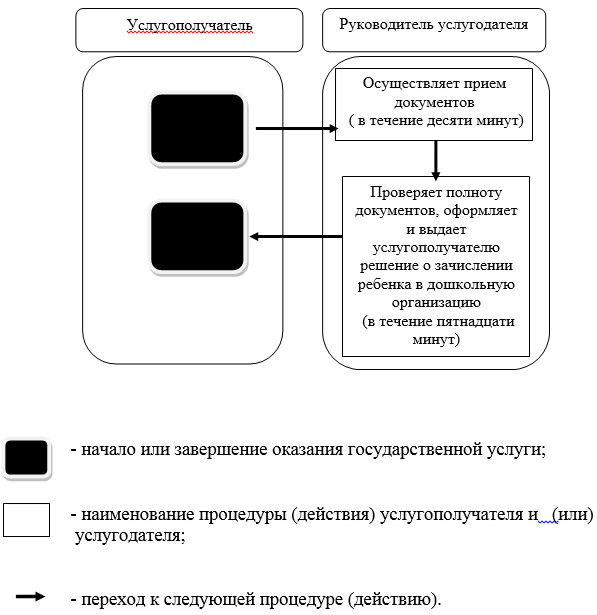 Услугополучатель
Руководитель услугодателя
Осуществляет прием
документов
( в течение десяти минут)
Проверяет полноту
документов, оформляет
и выдает
услугополучателю
решение о зачислении
ребенка в дошкольную
организацию
(в течение пятнадцати
минут)
- начало или завершение оказания государственной услуги;
- наименование процедуры (действия) услугополучателя и (или)
услугодателя;
- переход к следующей процедуре (действию).